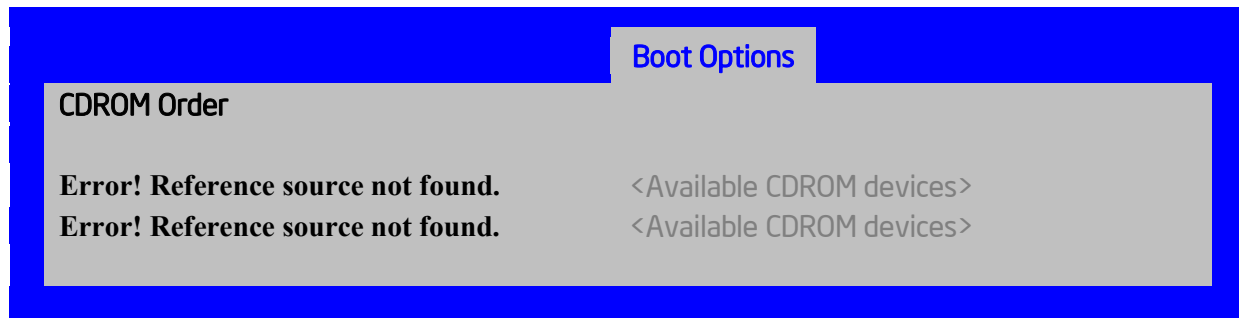 Boot Options
CDROM Order
Error! Reference source not found. <Available CDROM devices>
Error! Reference source not found. <Available CDROM devices>